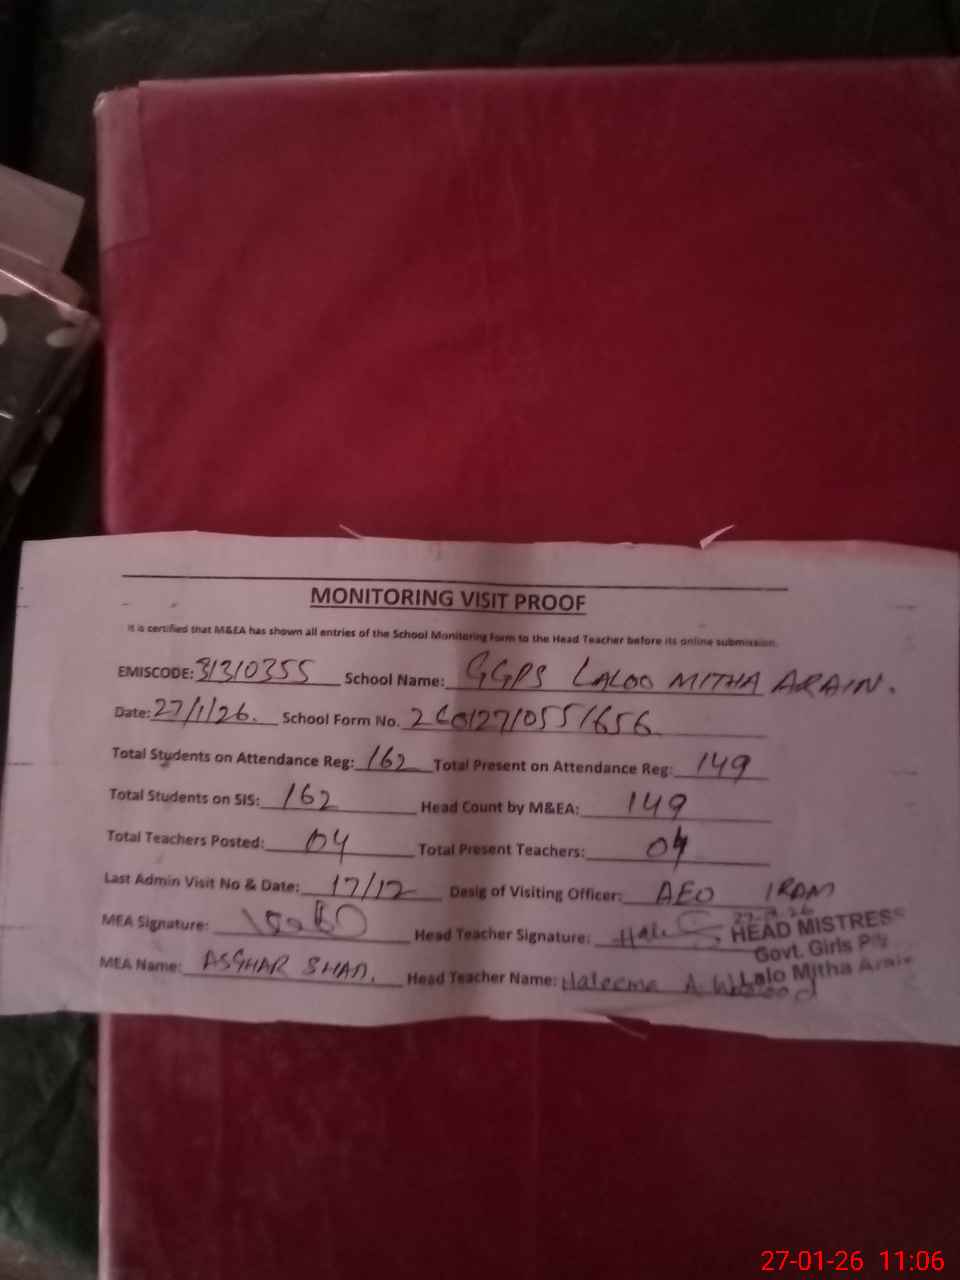 MONITORING VISIT PROOF
It is certified that M&EA has shown all entries of the School Monitoring Form to the Head Teacher before its online submission.
EMISCODE: 31310355 School Name: GGPS LALOO MITHA ARAIN.
Date: 27/1/26. School Form No.
Total Students on Attendance Reg: 162 Total Present on Attendance Reg: 149
Total Students on SIS: 162 Head Count by M&EA: 149
Total Teachers Posted: 04 Total Present Teachers: 04
Last Admin Visit No & Date: 17/12 Desig of Visiting Officer: AEO IRAM
MEA Signature: Head Teacher Signature:
HEAD MISTRESS
Govt. Girls
Lalo Mitha Arain
MEA Name: ASGHAR Head Teacher Name: Haleema
27-01-26 11:06